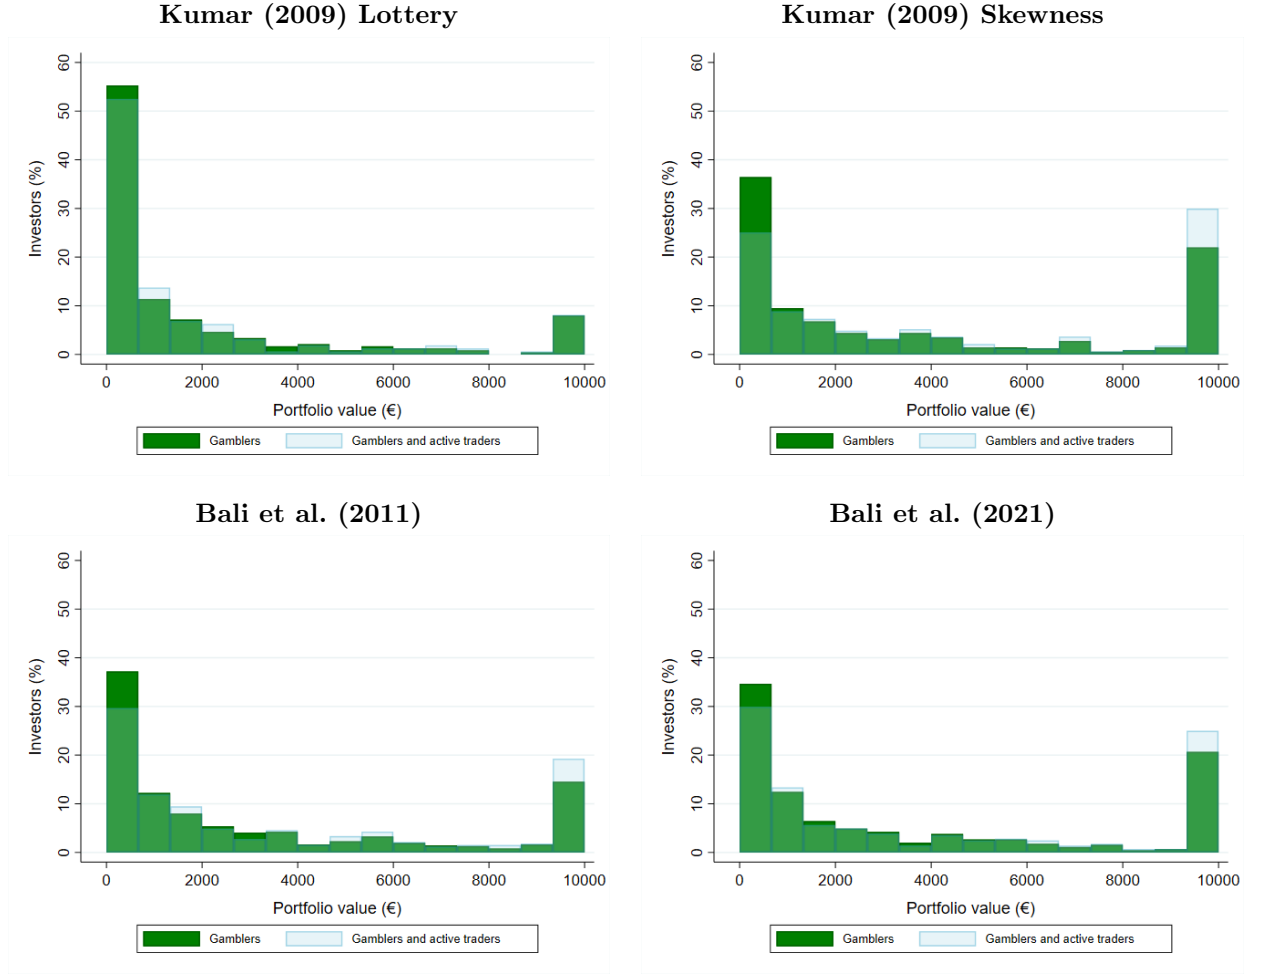 Kumar (2009) Lottery
Kumar (2009) Skewness
60
50
40
30
20
10
0
Investors (%)
0 2000 4000 6000 8000 10000
Portfolio value (€)
Gamblers Gamblers and active traders
60
50
40
30
20
10
0
Investors (%)
0 2000 4000 6000 8000 10000
Portfolio value (€)
Gamblers Gamblers and active traders
Bali et al. (2011)
Bali et al. (2021)
60
50
40
30
20
10
0
Investors (%)
0 2000 4000 6000 8000 10000
Portfolio value (€)
Gamblers Gamblers and active traders
60
50
40
30
20
10
0
Investors (%)
0 2000 4000 6000 8000 10000
Portfolio value (€)
Gamblers Gamblers and active traders